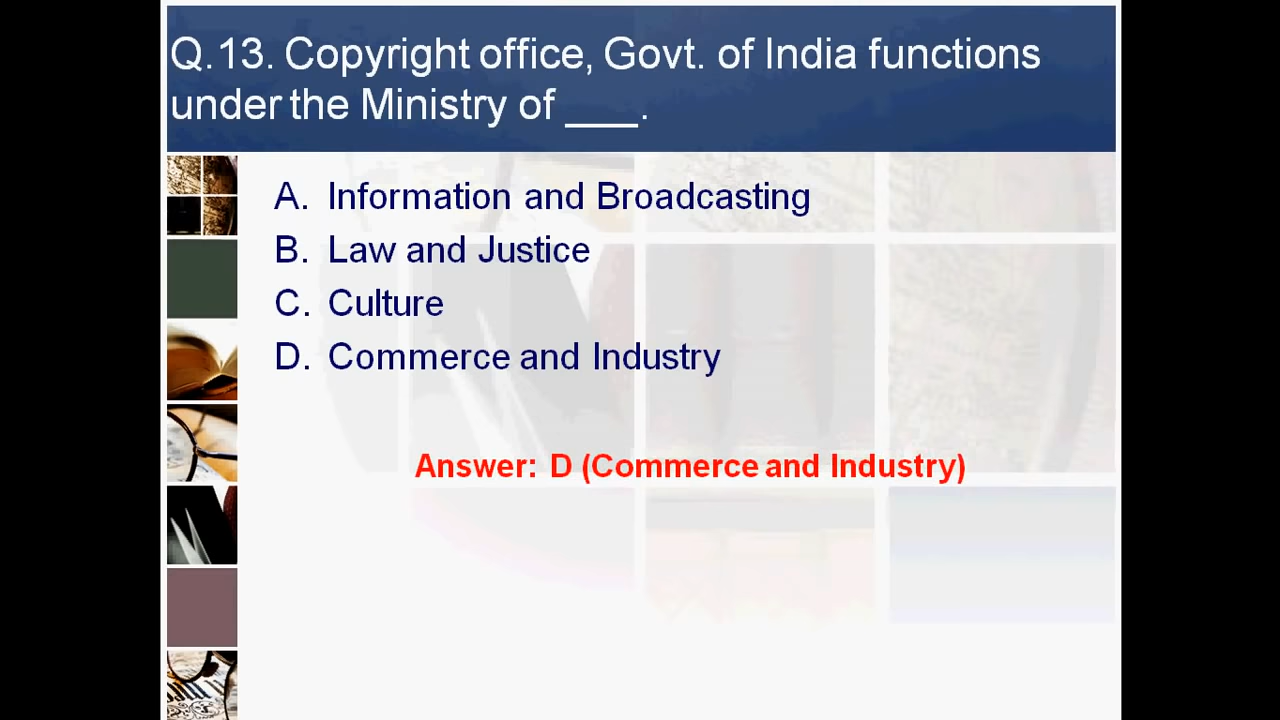 Q.13. Copyright office, Govt. of India functions
under the Ministry of ___.
A. Information and Broadcasting
B. Law and Justice
C. Culture
D. Commerce and Industry
Answer: D (Commerce and Industry)